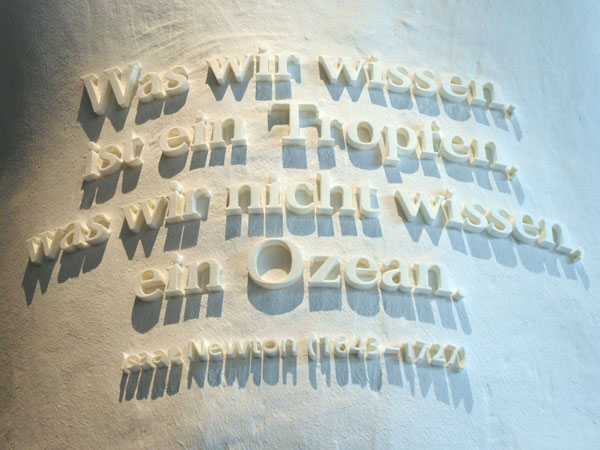 Was wir wissen,
ist ein Tropfen,
was wir nicht wissen,
ein Ozean.
Isaac Newton (1643 – 1727)